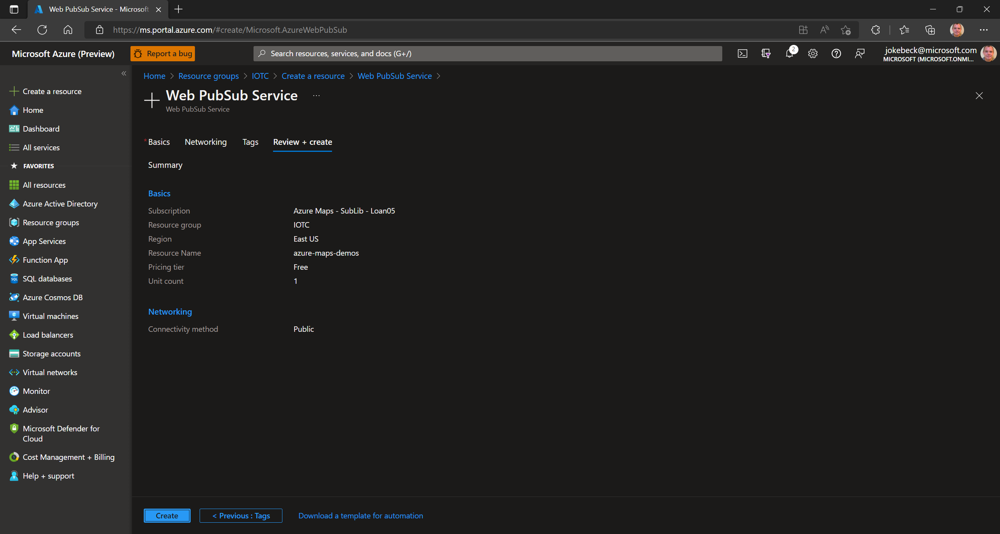 Web PubSub Service - Microsoft
https://ms.portal.azure.com/#create/Microsoft.AzureWebPubSub
Microsoft Azure (Preview)
Report a bug
Search resources, services, and docs (G+/)
2
jokebeck@microsoft.com
MICROSOFT (MICROSOFT.ONMI...
Home > Resource groups > IOTC > Create a resource > Web PubSub Service >
Create a resource
Home
Dashboard
All services
FAVORITES
All resources
Azure Active Directory
Resource groups
App Services
Function App
SQL databases
Azure Cosmos DB
Virtual machines
Load balancers
Storage accounts
Virtual networks
Monitor
Advisor
Microsoft Defender for
Cloud
Cost Management + Billing
Help + support
Web PubSub Service ...
Web PubSub Service
* Basics Networking Tags Review + create
Summary
Basics
Subscription Azure Maps - SubLib - Loan05
Resource group IOTC
Region East US
Resource Name azure-maps-demos
Pricing tier Free
Unit count 1
Networking
Connectivity method Public
Create < Previous : Tags Download a template for automation